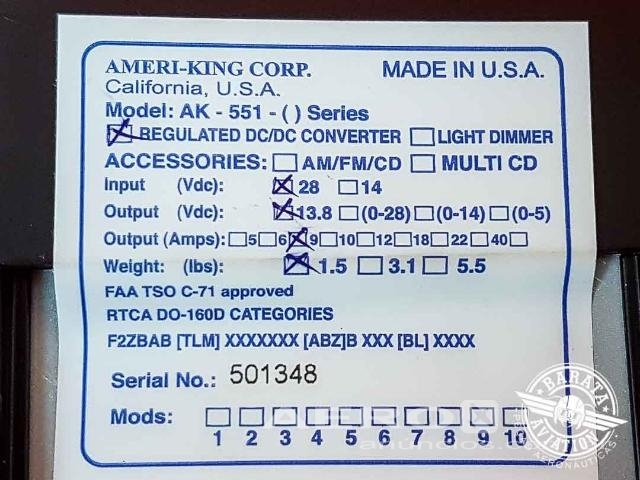 AMERI-KING CORP. MADE IN U.S.A.
California, U.S.A.
Model: AK - 551 - ( ) Series
☒ REGULATED DC/DC CONVERTER ☐ LIGHT DIMMER
ACCESSORIES: ☐ AM/FM/CD ☐ MULTI CD
Input (Vdc): ☒ 28 ☐ 14
Output (Vdc): ☒ 13.8 ☐ (0-28) ☐ (0-14) ☐ (0-5)
Output (Amps): ☐ 5 ☐ 6 ☒ 9 ☐ 10 ☐ 12 ☐ 18 ☐ 22 ☐ 40 ☐
Weight: (lbs): ☒ 1.5 ☐ 3.1 ☐ 5.5
FAA TSO C-71 approved
RTCA DO-160D CATEGORIES
F2ZBAB [TLM] XXXXXXX [ABZ]B XXX [BL] XXXX
Serial No.: 501348
Mods: ☐ ☐ ☐ ☐ ☐ ☐ ☐ ☐ ☐ ☐
1 2 3 4 5 6 7 8 9 10
BARATA
AVIATION
AERONAUTICAS